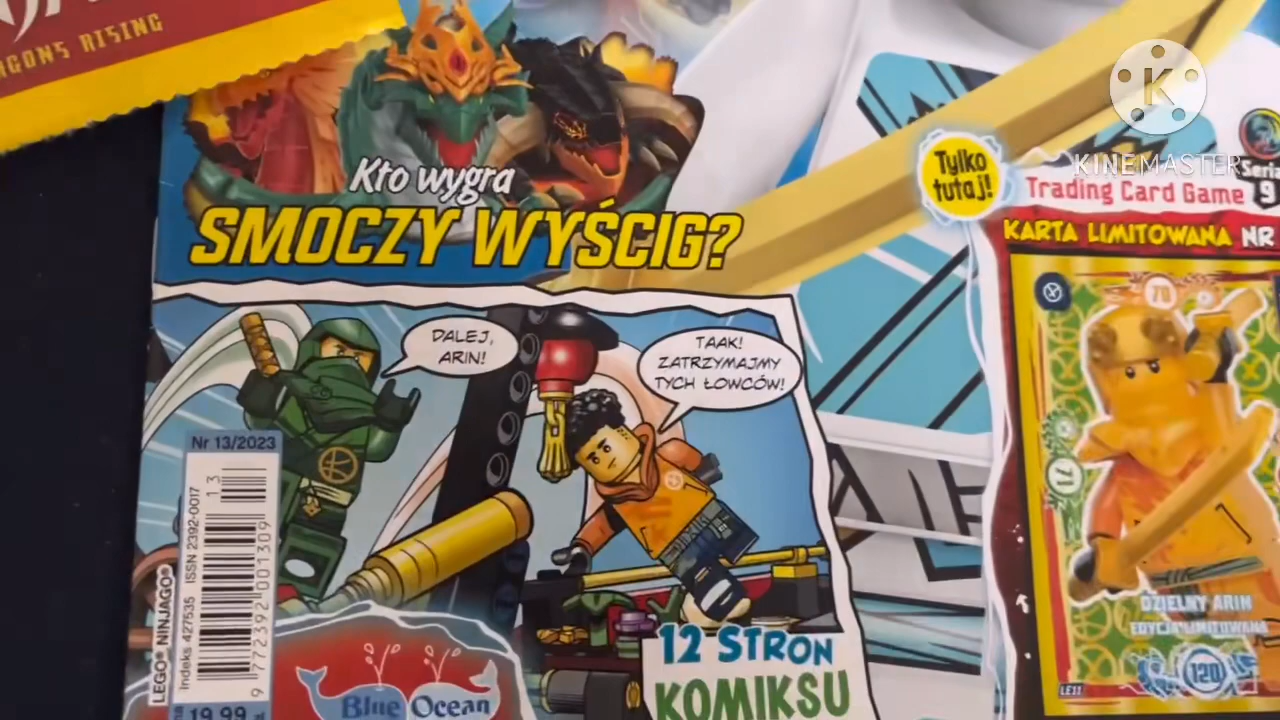 GONS RISING
K
KINEMASTER
Kto wygra
SMOCZY WYŚCIG?
Tylko
tutaj!
Seria
9
Trading Card Game
KARTA LIMITOWANA NR
DALEJ,
ARIN!
TAAK!
ZATRZYMAJMY
TYCH ŁOWCÓW!
Nr 13/2023
13
ISSN 2392-0017
Indeks 427535
9 772392 001309
LEGO® NINJAGO®
19,99
Blue Ocean
12 STRON
KOMIKSU
71
DZIELNY ARIN
EDYCJA LIMITOWANA
120
LE11